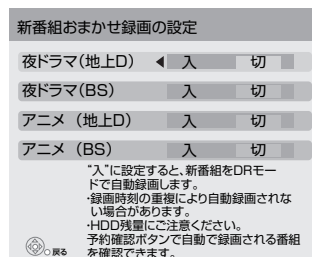 新番組おまかせ録画の設定
夜ドラマ(地上D) ◀ 入 切
夜ドラマ(BS) 入 切
アニメ (地上D) 入 切
アニメ (BS) 入 切
“入”に設定すると、新番組をDRモー
ドで自動録画します。
・録画時刻の重複により自動録画されな
い場合があります。
・HDD残量にご注意ください。
予約確認ボタンで自動で録画される番組
を確認できます。
戻る